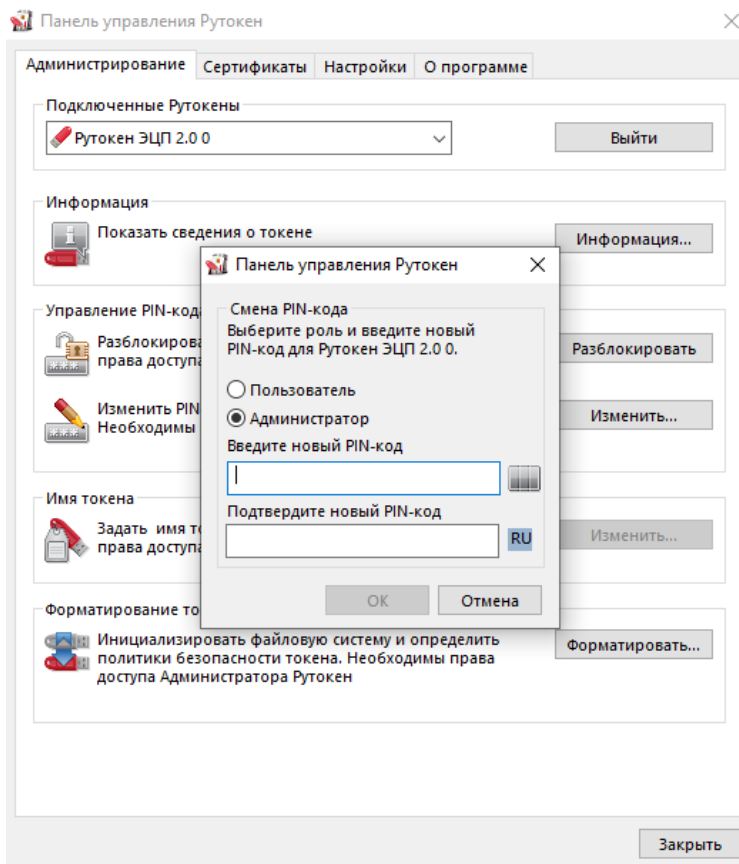 Панель управления Рутокен
Администрирование Сертификаты Настройки О программе
Подключенные Рутокены
Рутокен ЭЦП 2.0 0
Выйти
Информация
Показать сведения о токене
Информация...
Управление PIN-код
Разблокирова
права доступа
Разблокировать
Изменить PIN
Необходимы
Изменить...
Имя токена
Задать имя то
права доступа
Изменить...
Форматирование то
Инициализировать файловую систему и определить
политики безопасности токена. Необходимы права
доступа Администратора Рутокен
Форматировать...
Панель управления Рутокен
Смена PIN-кода
Выберите роль и введите новый
PIN-код для Рутокен ЭЦП 2.0 0.
Пользователь
Администратор
Введите новый PIN-код
Подтвердите новый PIN-код
RU
ОК Отмена
Закрыть